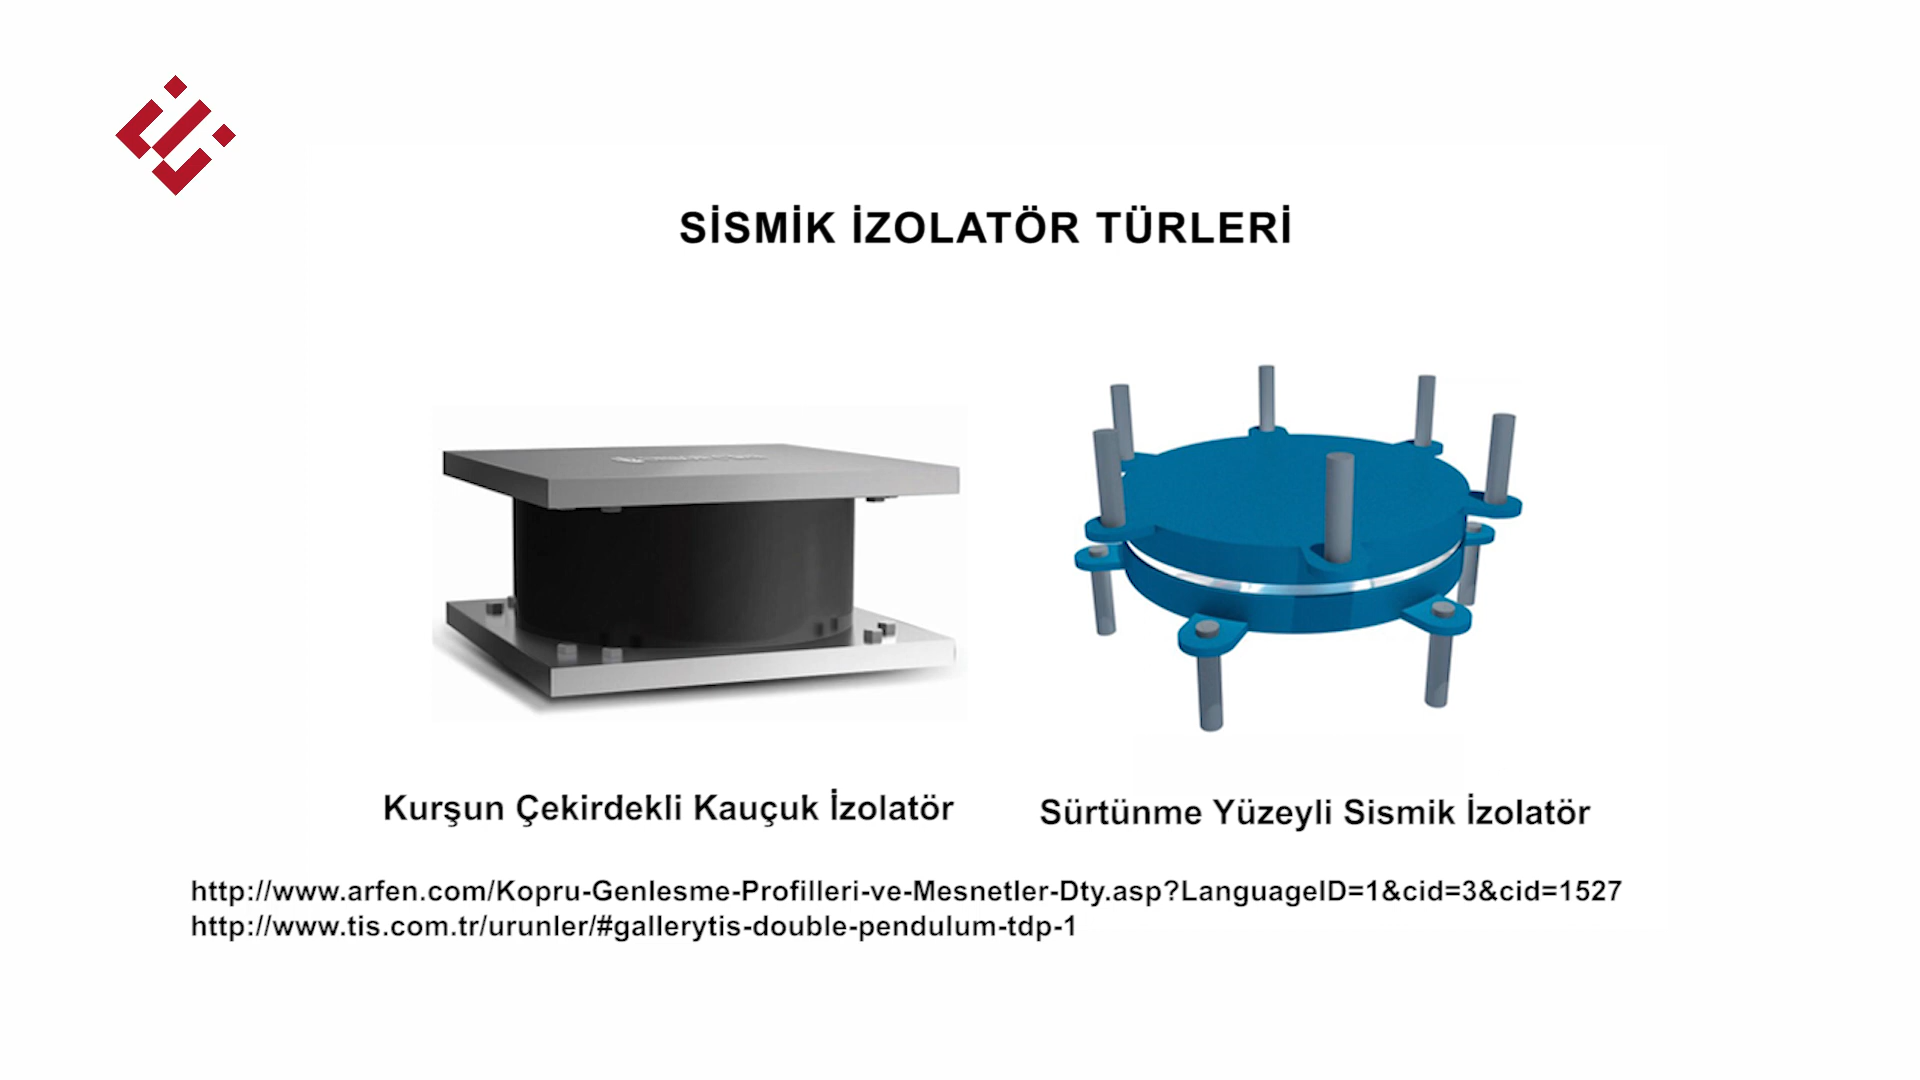 SİSMİK İZOLATÖR TÜRLERİ
Kurşun Çekirdekli Kauçuk İzolatör
Sürtünme Yüzeyli Sismik İzolatör
http://www.arfen.com/Kopru-Genlesme-Profilleri-ve-Mesnetler-Dty.asp?LanguageID=1&cid=3&cid=1527
http://www.tis.com.tr/urunler/#gallerytis-double-pendulum-tdp-1